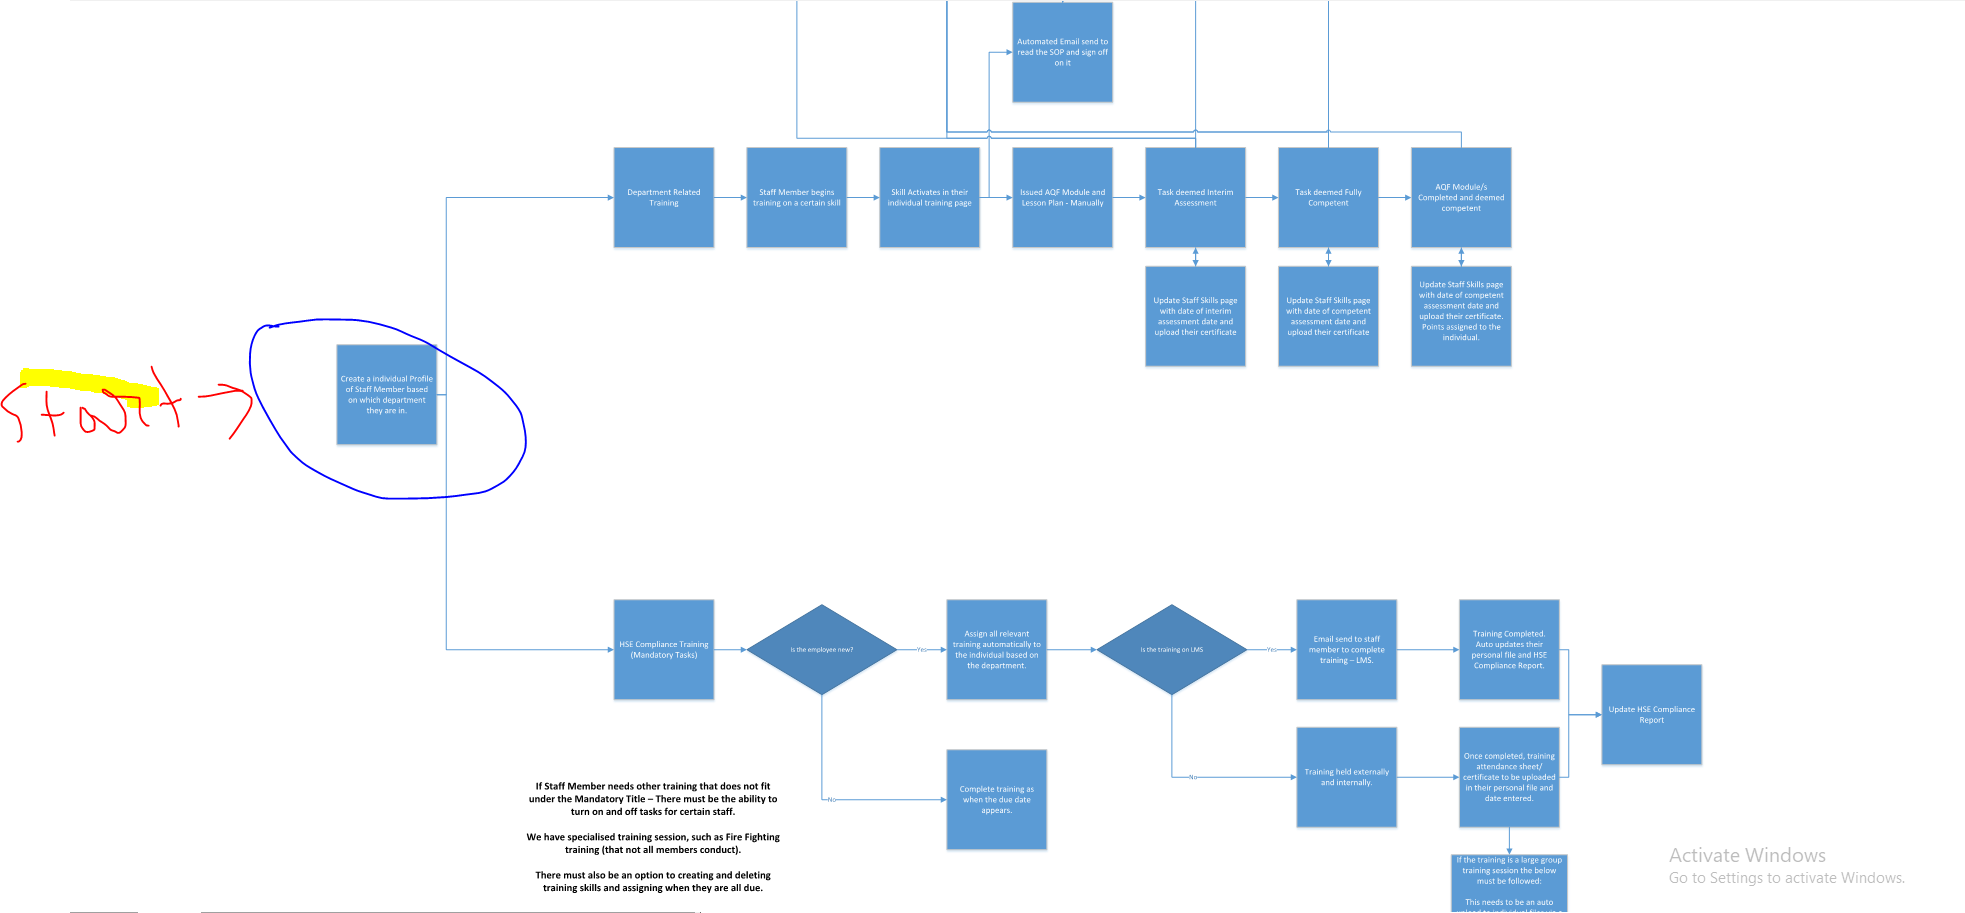 Automated Email send to
read the SOP and sign off
on it
Department Related
Training
Staff Member begins
training on a certain skill
Skill Activates in their
individual training page
Issued AQF Module and
Lesson Plan - Manually
Task deemed Interim
Assessment
Task deemed Fully
Competent
AQF Module/s
Completed and deemed
competent
Update Staff Skills page
with date of interim
assessment date and
upload their certificate
Update Staff Skills page
with date of competent
assessment date and
upload their certificate
Update Staff Skills page
with date of competent
assessment date and
upload their certificate.
Points assigned to the
individual.
Start
Create a individual Profile
of Staff Member based
on which department
they are in.
HSE Compliance Training
(Mandatory Tasks)
Is the employee new?
Yes
Assign all relevant
training automatically to
the individual based on
the department.
Is the training on LMS
Yes
Email send to staff
member to complete
training – LMS.
Training Completed.
Auto updates their
personal file and HSE
Compliance Report.
Update HSE Compliance
Report
No
Complete training as
when the due date
appears.
No
Training held externally
and internally.
Once completed, training
attendance sheet/
certificate to be uploaded
in their personal file and
date entered.
If the training is a large group
training session the below
must be followed:
This needs to be an auto
If Staff Member needs other training that does not fit
under the Mandatory Title – There must be the ability to
turn on and off tasks for certain staff.
We have specialised training session, such as Fire Fighting
training (that not all members conduct).
There must also be an option to creating and deleting
training skills and assigning when they are all due.
Activate Windows
Go to Settings to activate Windows.